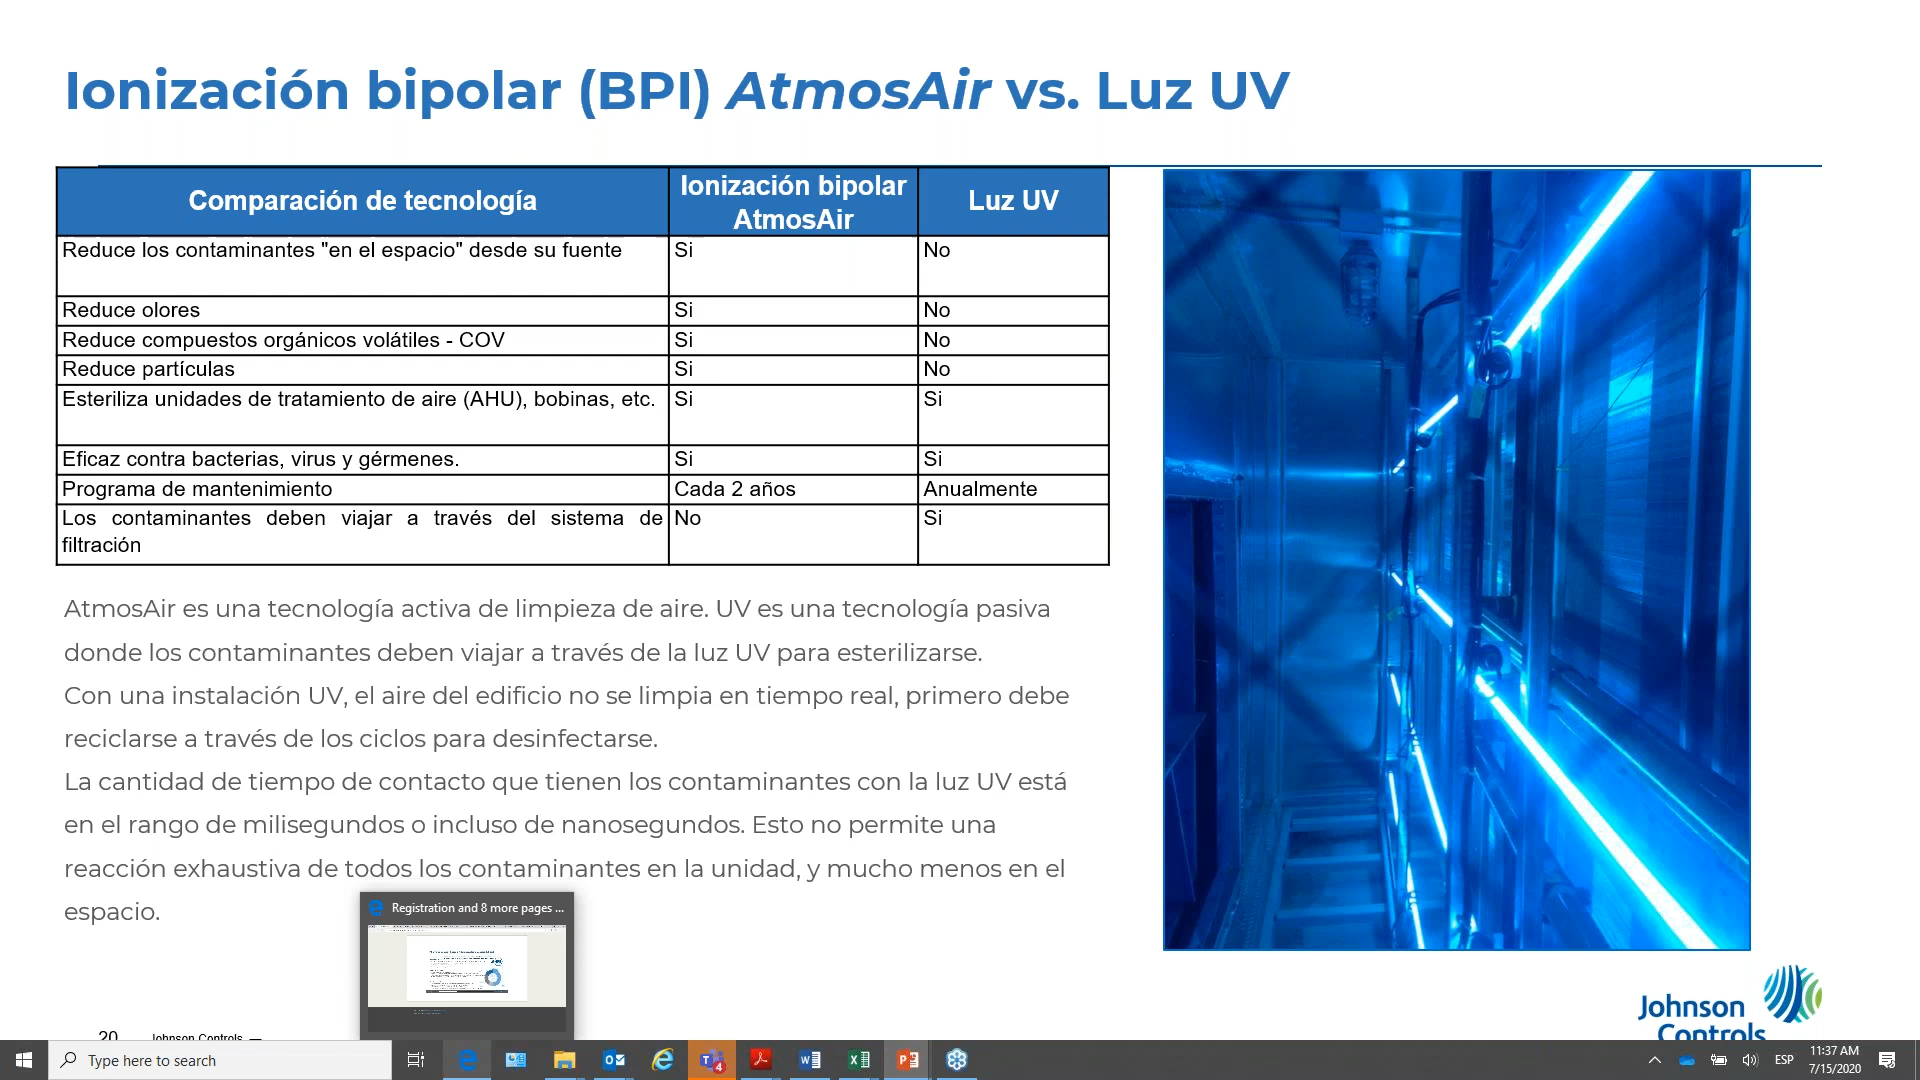 Ionización bipolar (BPI) AtmosAir vs. Luz UV
Comparación de tecnología
Ionización bipolar
AtmosAir
Luz UV
Reduce los contaminantes "en el espacio" desde su fuente
Si
No
Reduce olores
Si
No
Reduce compuestos orgánicos volátiles - COV
Si
No
Reduce partículas
Si
No
Esteriliza unidades de tratamiento de aire (AHU), bobinas, etc.
Si
Si
Eficaz contra bacterias, virus y gérmenes.
Si
Si
Programa de mantenimiento
Cada 2 años
Anualmente
Los contaminantes deben viajar a través del sistema de
filtración
No
Si
AtmosAir es una tecnología activa de limpieza de aire. UV es una tecnología pasiva
donde los contaminantes deben viajar a través de la luz UV para esterilizarse.
Con una instalación UV, el aire del edificio no se limpia en tiempo real, primero debe
reciclarse a través de los ciclos para desinfectarse.
La cantidad de tiempo de contacto que tienen los contaminantes con la luz UV está
en el rango de milisegundos o incluso de nanosegundos. Esto no permite una
reacción exhaustiva de todos los contaminantes en la unidad, y mucho menos en el
espacio.
Registration and 8 more pages ...
Johnson
Controls
20 Johnson Controls —
Type here to search
4
ESP
11:37 AM
7/15/2020